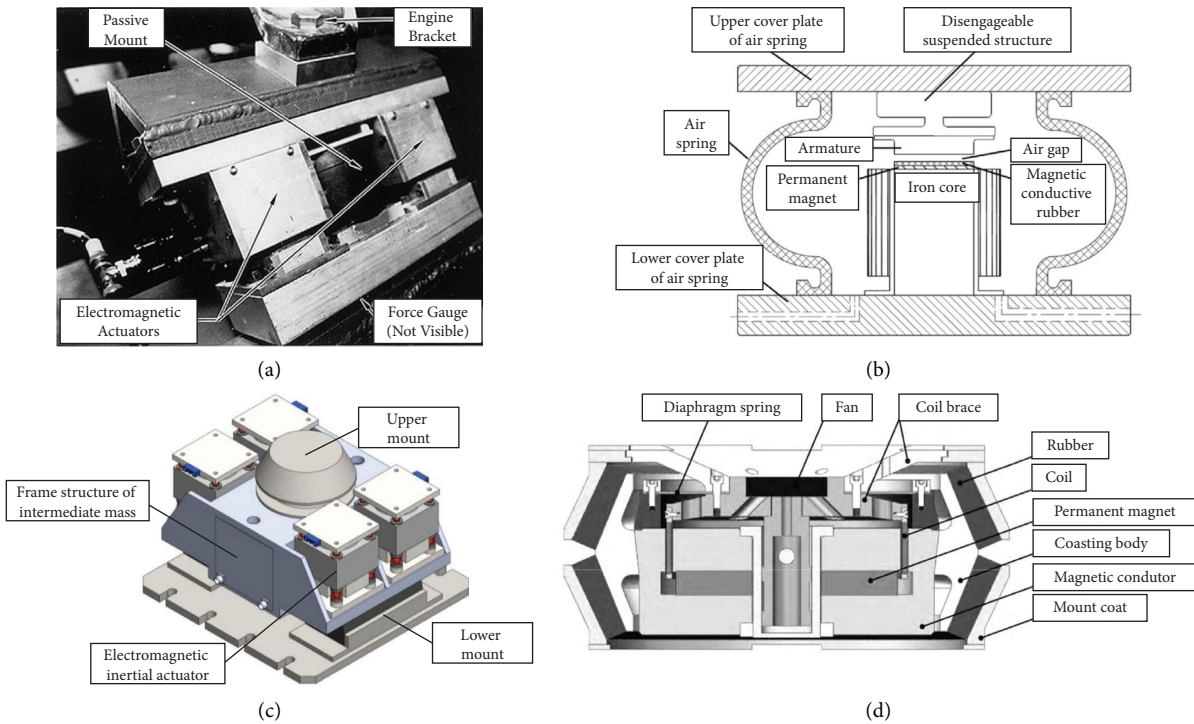 Passive
Mount
Engine
Bracket
Electromagnetic
Actuators
Force Gauge
(Not Visible)
(a)
Upper cover plate
of air spring
Disengageable
suspended structure
Air
spring
Armature
Air gap
Permanent
magnet
Iron core
Magnetic
conductive
rubber
Lower cover plate
of air spring
(b)
Upper
mount
Frame structure of
intermediate mass
Electromagnetic
inertial actuator
Lower
mount
(c)
Diaphragm spring
Fan
Coil brace
Rubber
Coil
Permanent magnet
Coasting body
Magnetic condutor
Mount coat
(d)